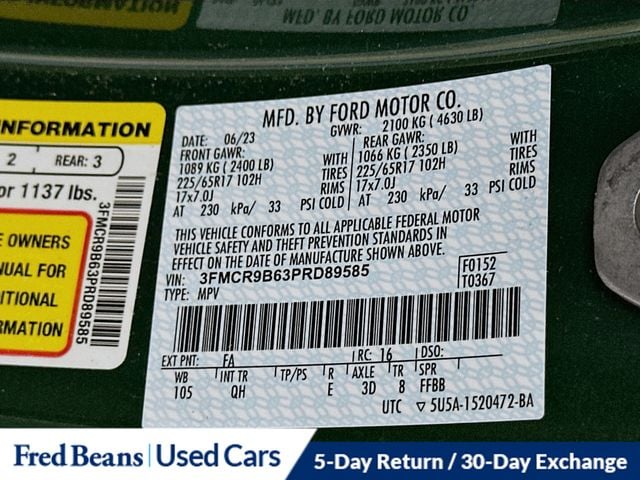 MFD. BY FORD MOTOR CO.
INFORMATION
2 REAR: 3
or 1137 lbs.
E OWNERS
NUAL FOR
DITIONAL
RMATION
3FMCR9B63PRD89585
MFD. BY FORD MOTOR CO.
DATE: 06/23 GVWR: 2100 KG ( 4630 LB)
FRONT GAWR: WITH REAR GAWR: WITH
1089 KG (2400 LB) TIRES 1066 KG ( 2350 LB) TIRES
225/65R17 102H RIMS 225/65R17 102H RIMS
17x7.0J 17x7.0J
AT 230 kPa/ 33 PSI COLD AT 230 kPa/ 33 PSI COLD
THIS VEHICLE CONFORMS TO ALL APPLICABLE FEDERAL MOTOR
VEHICLE SAFETY AND THEFT PREVENTION STANDARDS IN
EFFECT ON THE DATE OF MANUFACTURE SHOWN ABOVE.
VIN: 3FMCR9B63PRD89585 F0152
TYPE: MPV T0367
EXT PNT: FA RC: 16 DSO:
WB INT TR TP/PS R AXLE TR SPR
105 QH E 3D 8 FFBB
UTC ▽ 5U5A-1520472-BA
Fred Beans | Used Cars 5-Day Return / 30-Day Exchange